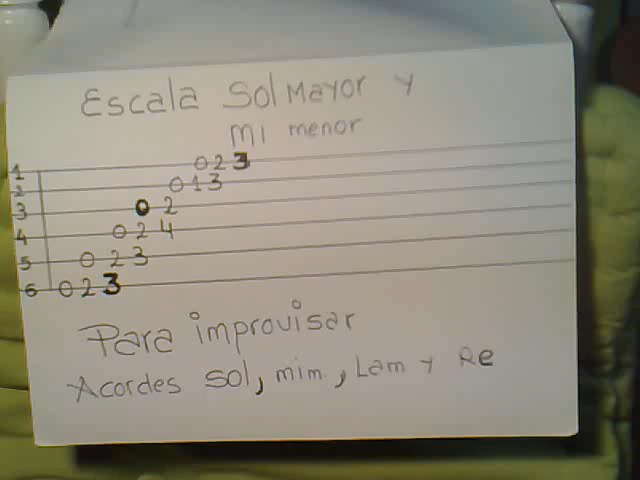 Escala Sol Mayor y
mi menor
1 0 2 3
2 0 1 3
3 0 2
4 0 2 4
5 0 2 3
6 0 2 3
Para improvisar
Acordes sol, mim, Lam y Re